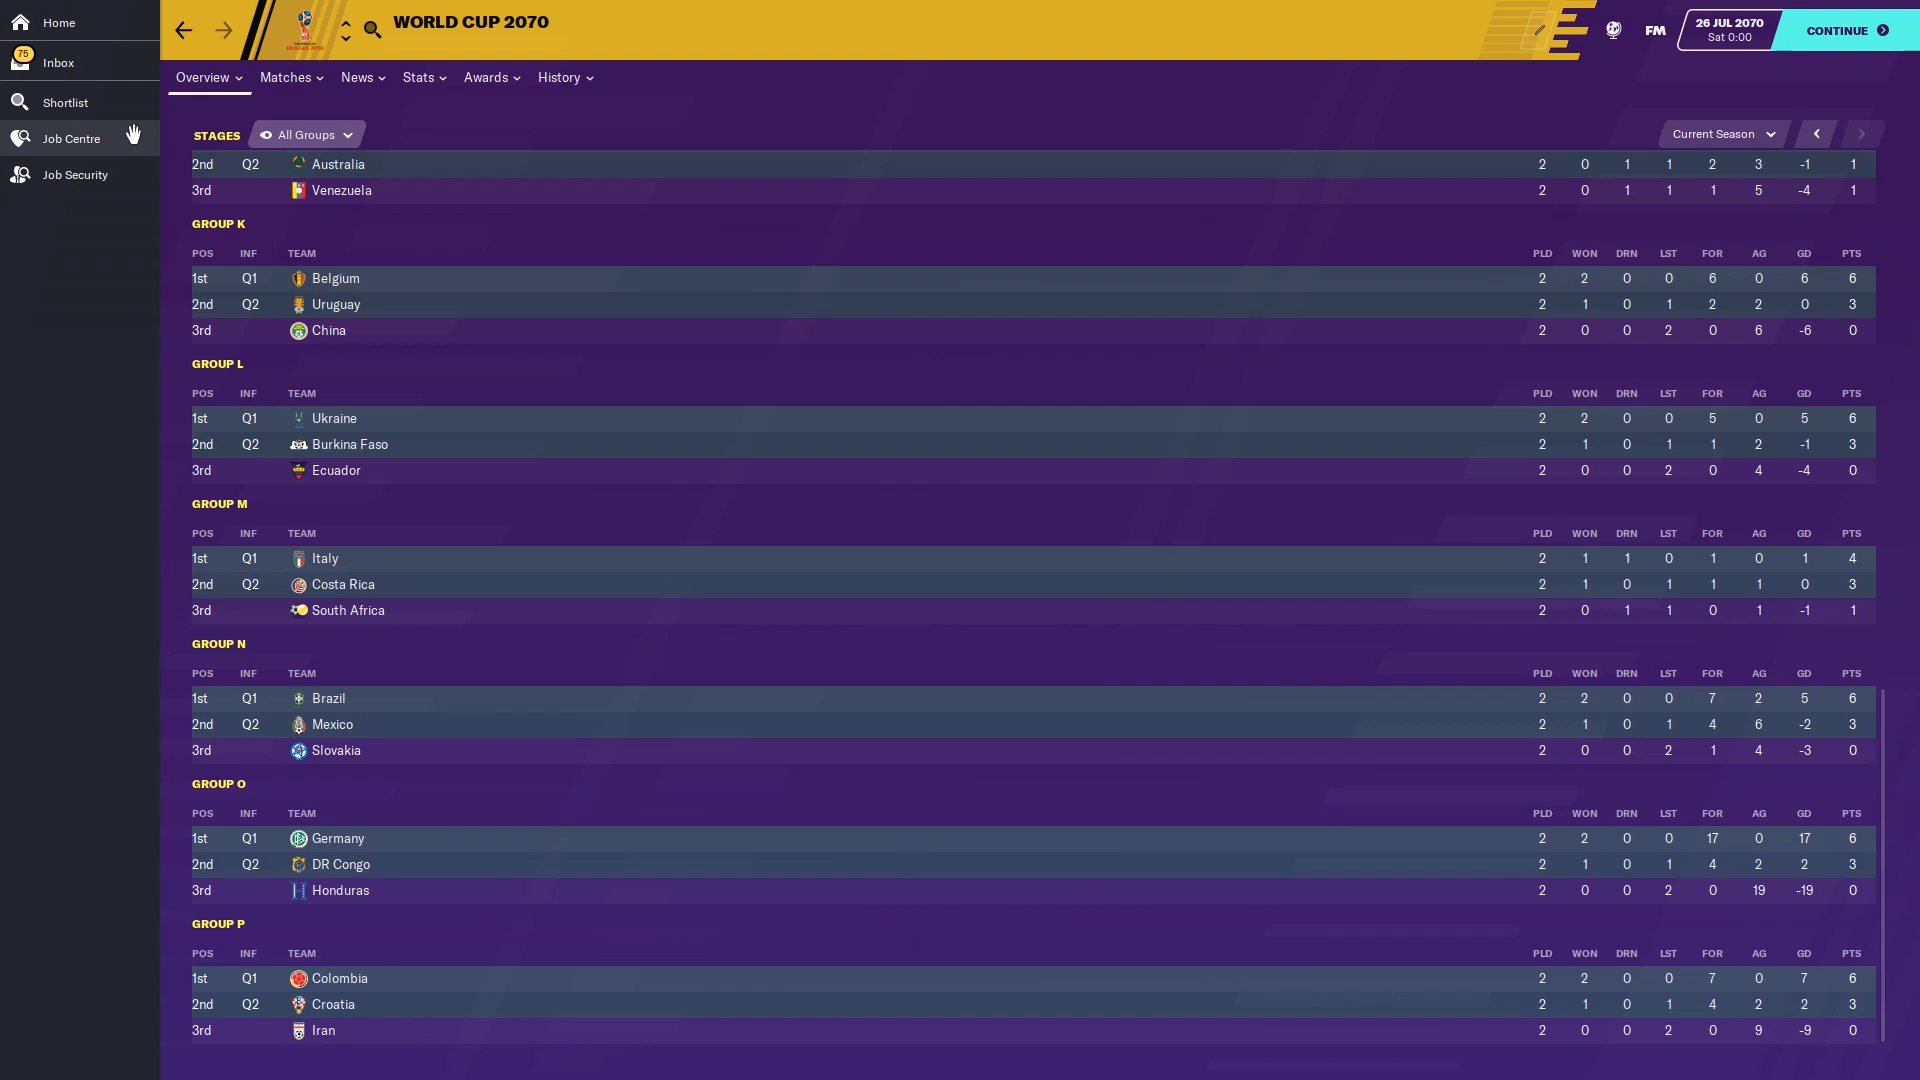 Home
75
Inbox
Shortlist
Job Centre
Job Security
WORLD CUP 2070
FM
26 JUL 2070
Sat 0:00
CONTINUE
Overview Matches News Stats Awards History
STAGES All Groups Current Season
2nd Q2 Australia 2 0 1 1 2 3 -1 1
3rd Venezuela 2 0 1 1 1 5 -4 1
GROUP K
POS INF TEAM PLD WON DRN LST FOR AG GD PTS
1st Q1 Belgium 2 2 0 0 6 0 6 6
2nd Q2 Uruguay 2 1 0 1 2 2 0 3
3rd China 2 0 0 2 0 6 -6 0
GROUP L
POS INF TEAM PLD WON DRN LST FOR AG GD PTS
1st Q1 Ukraine 2 2 0 0 5 0 5 6
2nd Q2 Burkina Faso 2 1 0 1 1 2 -1 3
3rd Ecuador 2 0 0 2 0 4 -4 0
GROUP M
POS INF TEAM PLD WON DRN LST FOR AG GD PTS
1st Q1 Italy 2 1 1 0 1 0 1 4
2nd Q2 Costa Rica 2 1 0 1 1 1 0 3
3rd South Africa 2 0 1 1 0 1 -1 1
GROUP N
POS INF TEAM PLD WON DRN LST FOR AG GD PTS
1st Q1 Brazil 2 2 0 0 7 2 5 6
2nd Q2 Mexico 2 1 0 1 4 6 -2 3
3rd Slovakia 2 0 0 2 1 4 -3 0
GROUP O
POS INF TEAM PLD WON DRN LST FOR AG GD PTS
1st Q1 Germany 2 2 0 0 17 0 17 6
2nd Q2 DR Congo 2 1 0 1 4 2 2 3
3rd Honduras 2 0 0 2 0 19 -19 0
GROUP P
POS INF TEAM PLD WON DRN LST FOR AG GD PTS
1st Q1 Colombia 2 2 0 0 7 0 7 6
2nd Q2 Croatia 2 1 0 1 4 2 2 3
3rd Iran 2 0 0 2 0 9 -9 0